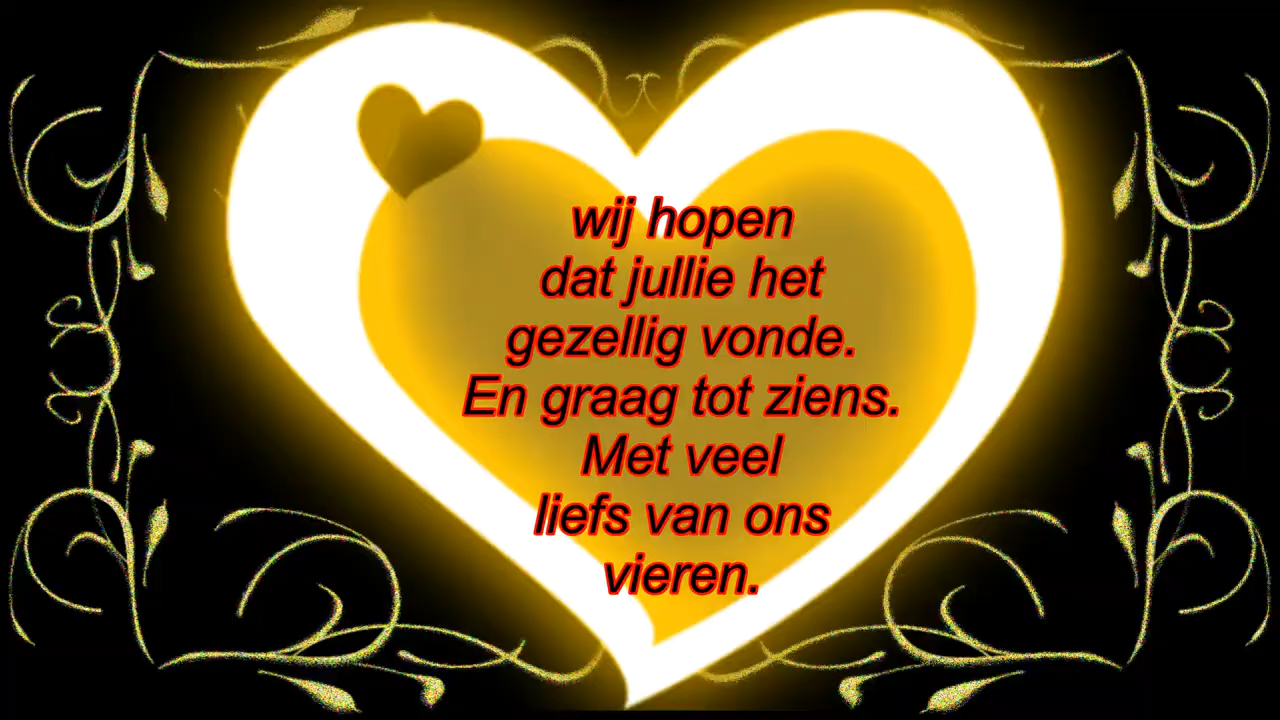 wij hopen
dat jullie het
gezellig vonde.
En graag tot ziens.
Met veel
liefs van ons
vieren.